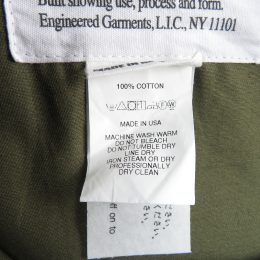 Built showing use, process and form.
Engineered Garments, L.I.C., NY 11101
100% COTTON
MADE IN USA
MACHINE WASH WARM
DO NOT BLEACH
DO NOT TUMBLE DRY
LINE DRY
IRON STEAM OR DRY
PROFESSIONALLY
DRY CLEAN